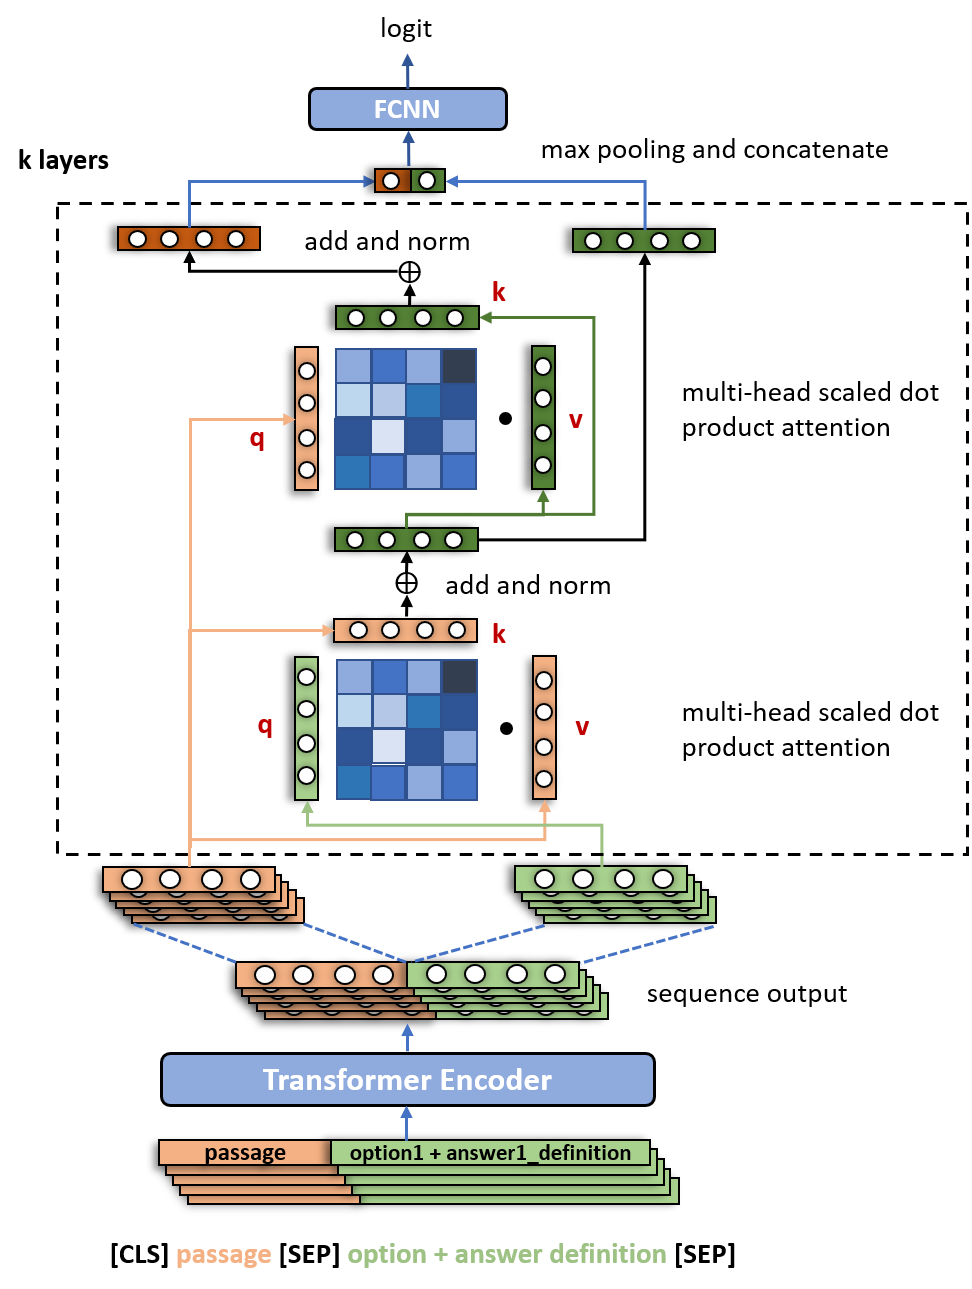 logit
FCNN
k layers
max pooling and concatenate
add and norm
k
q
v
multi-head scaled dot
product attention
add and norm
k
q
v
multi-head scaled dot
product attention
sequence output
Transformer Encoder
passage
option1 + answer1_definition
[CLS] passage [SEP] option + answer definition [SEP]